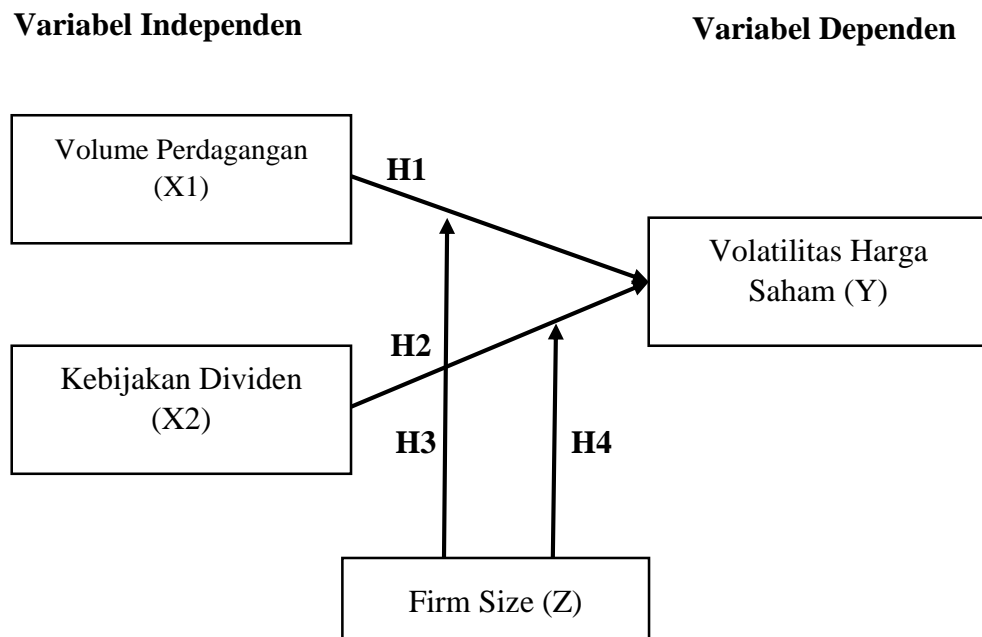 Variabel Independen
Variabel Dependen
Volume Perdagangan
(X1)
H1
Volatilitas Harga
Saham (Y)
H2
Kebijakan Dividen
(X2)
H3
H4
Firm Size (Z)